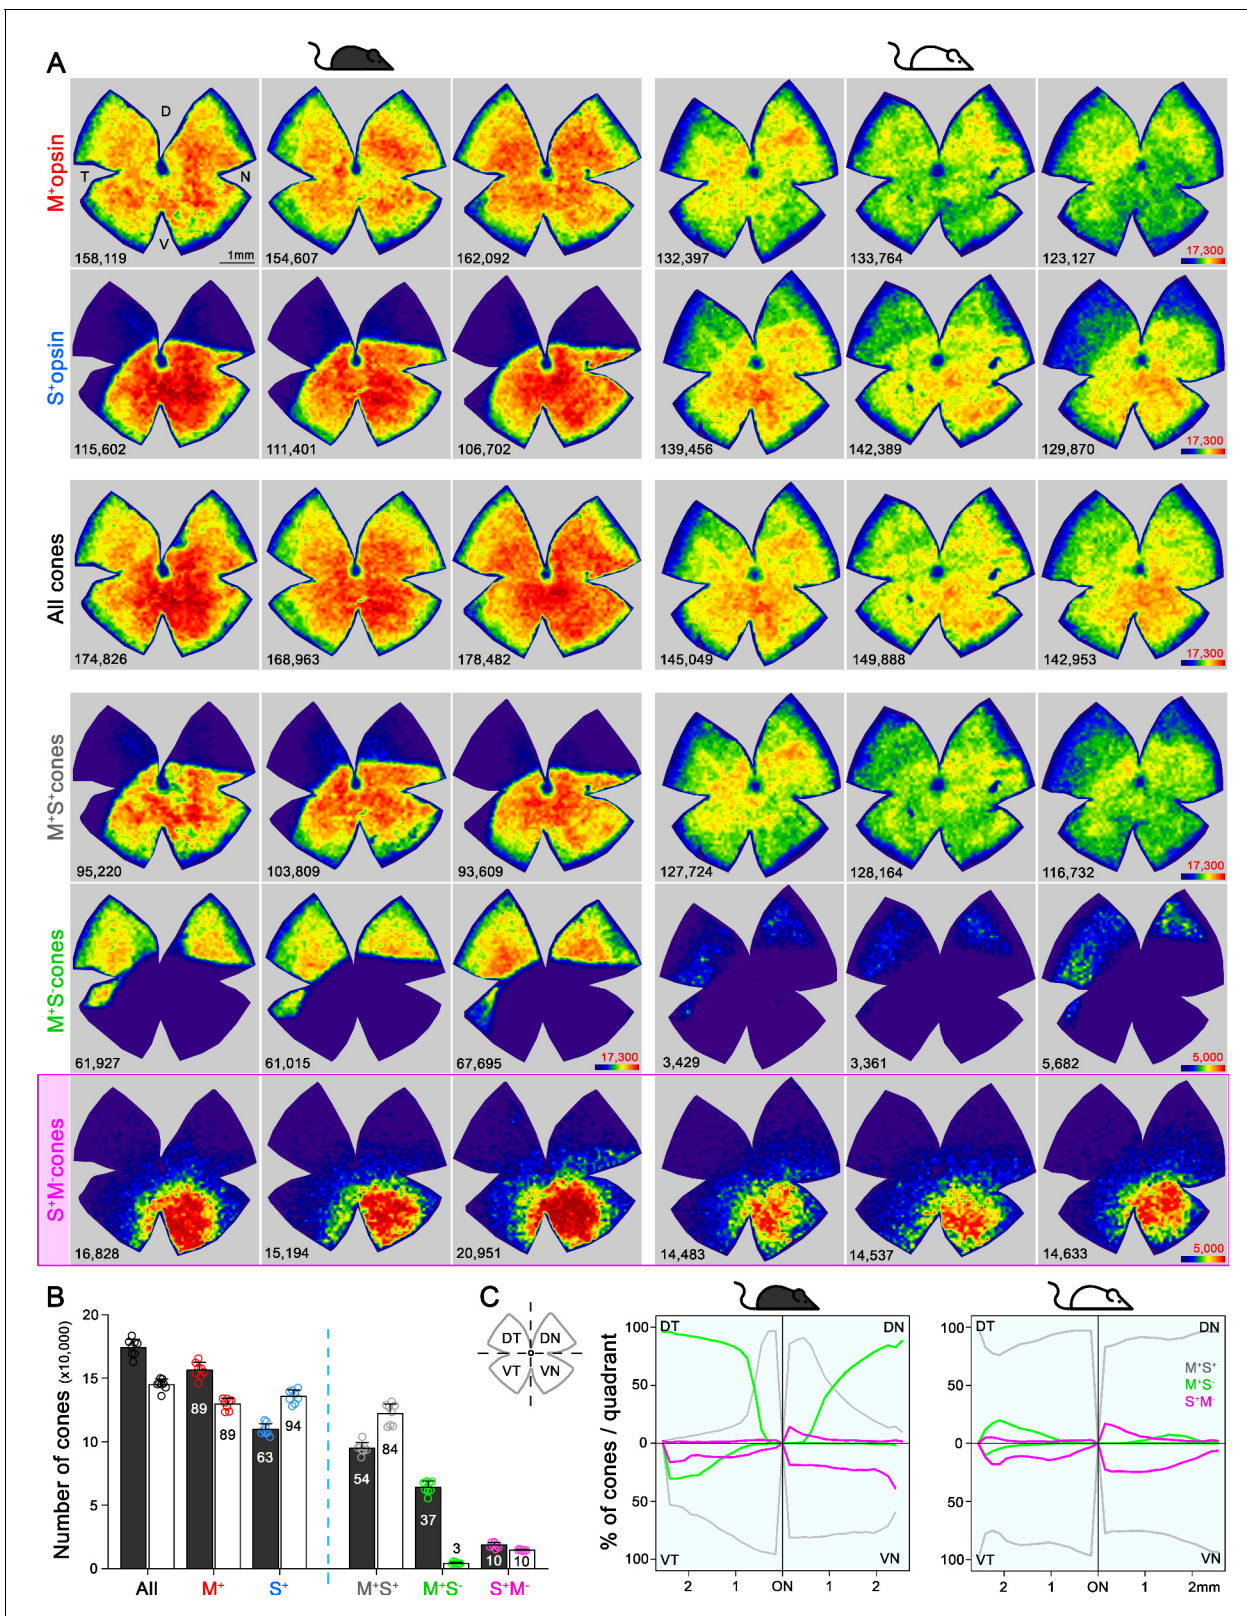 A
M⁺opsin
D
T
N
V
1mm
158,119
154,607
162,092
132,397
133,764
123,127
17,300
S⁺opsin
115,602
111,401
106,702
139,456
142,389
129,870
17,300
All cones
174,826
168,963
178,482
145,049
149,888
142,953
17,300
M⁺S⁺cones
95,220
103,809
93,609
127,724
128,164
116,732
17,300
M⁺S⁻cones
61,927
61,015
67,695
17,300
3,429
3,361
5,682
5,000
S⁺M⁻cones
16,828
15,194
20,951
14,483
14,537
14,633
5,000
B
Number of cones (x10,000)
20
15
10
5
0
89
89
63
94
54
84
37
3
10
10
All
M⁺
S⁺
M⁺S⁺
M⁺S⁻
S⁺M⁻
C
DT
DN
VT
VN
% of cones / quadrant
100
50
0
50
100
DT
DN
VT
VN
2
1
ON
1
2
100
50
0
50
100
DT
DN
VT
VN
2
1
ON
1
2mm
M⁺S⁺
M⁺S⁻
S⁺M⁻